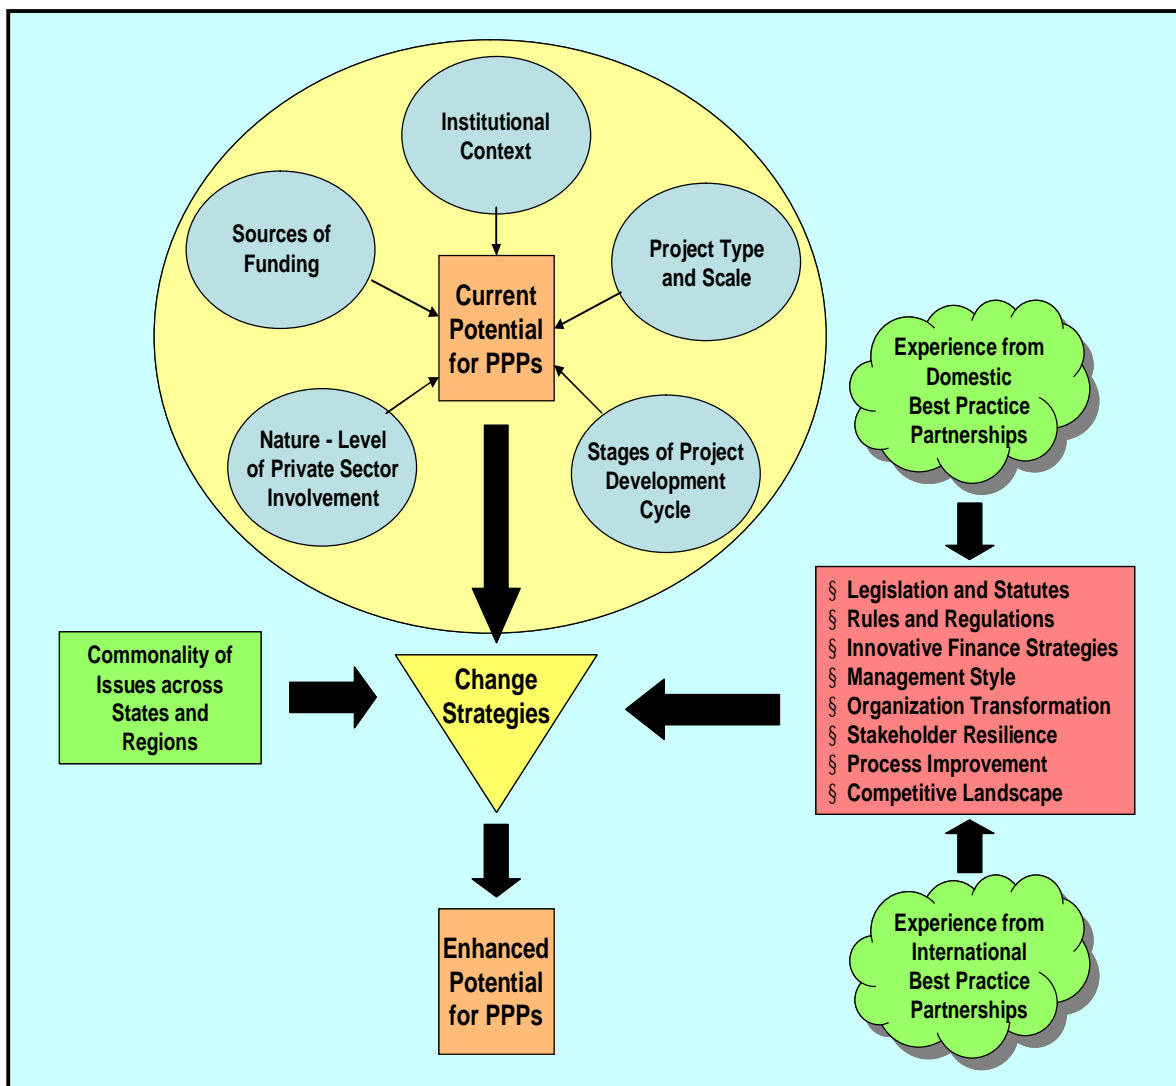 Institutional
Context
Sources of
Funding
Project Type
and Scale
Current
Potential
for PPPs
Nature - Level
of Private Sector
Involvement
Stages of Project
Development
Cycle
Experience from
Domestic
Best Practice
Partnerships
Commonality of
Issues across
States and
Regions
Change
Strategies
§ Legislation and Statutes
§ Rules and Regulations
§ Innovative Finance Strategies
§ Management Style
§ Organization Transformation
§ Stakeholder Resilience
§ Process Improvement
§ Competitive Landscape
Enhanced
Potential
for PPPs
Experience from
International
Best Practice
Partnerships